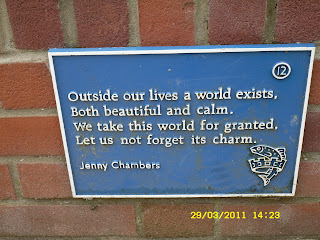 12
Outside our lives a world exists,
Both beautiful and calm.
We take this world for granted,
Let us not forget its charm.
Jenny Chambers
29/03/2011 14:23